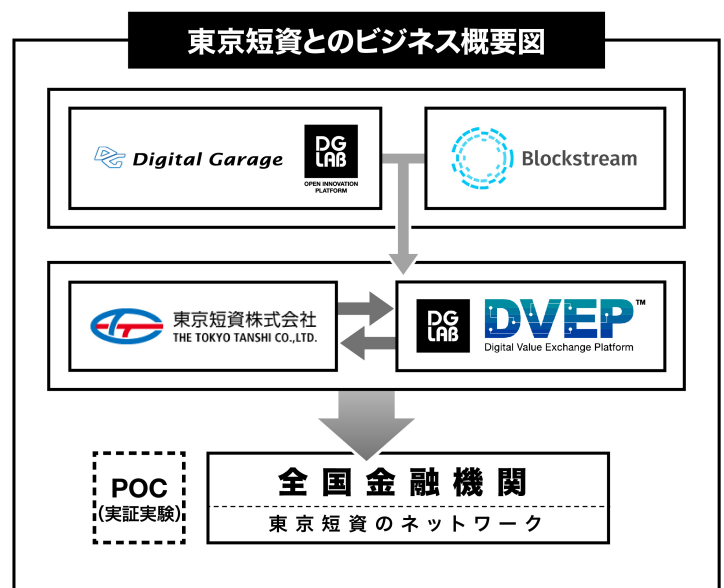 東京短資とのビジネス概要図
DG Digital Garage
DG
LAB
OPEN INNOVATION
PLATFORM
Blockstream
東京短資株式会社
THE TOKYO TANSHI CO.,LTD.
DG
LAB
DVEP™
Digital Value Exchange Platform
POC
(実証実験)
全国金融機関
東京短資のネットワーク